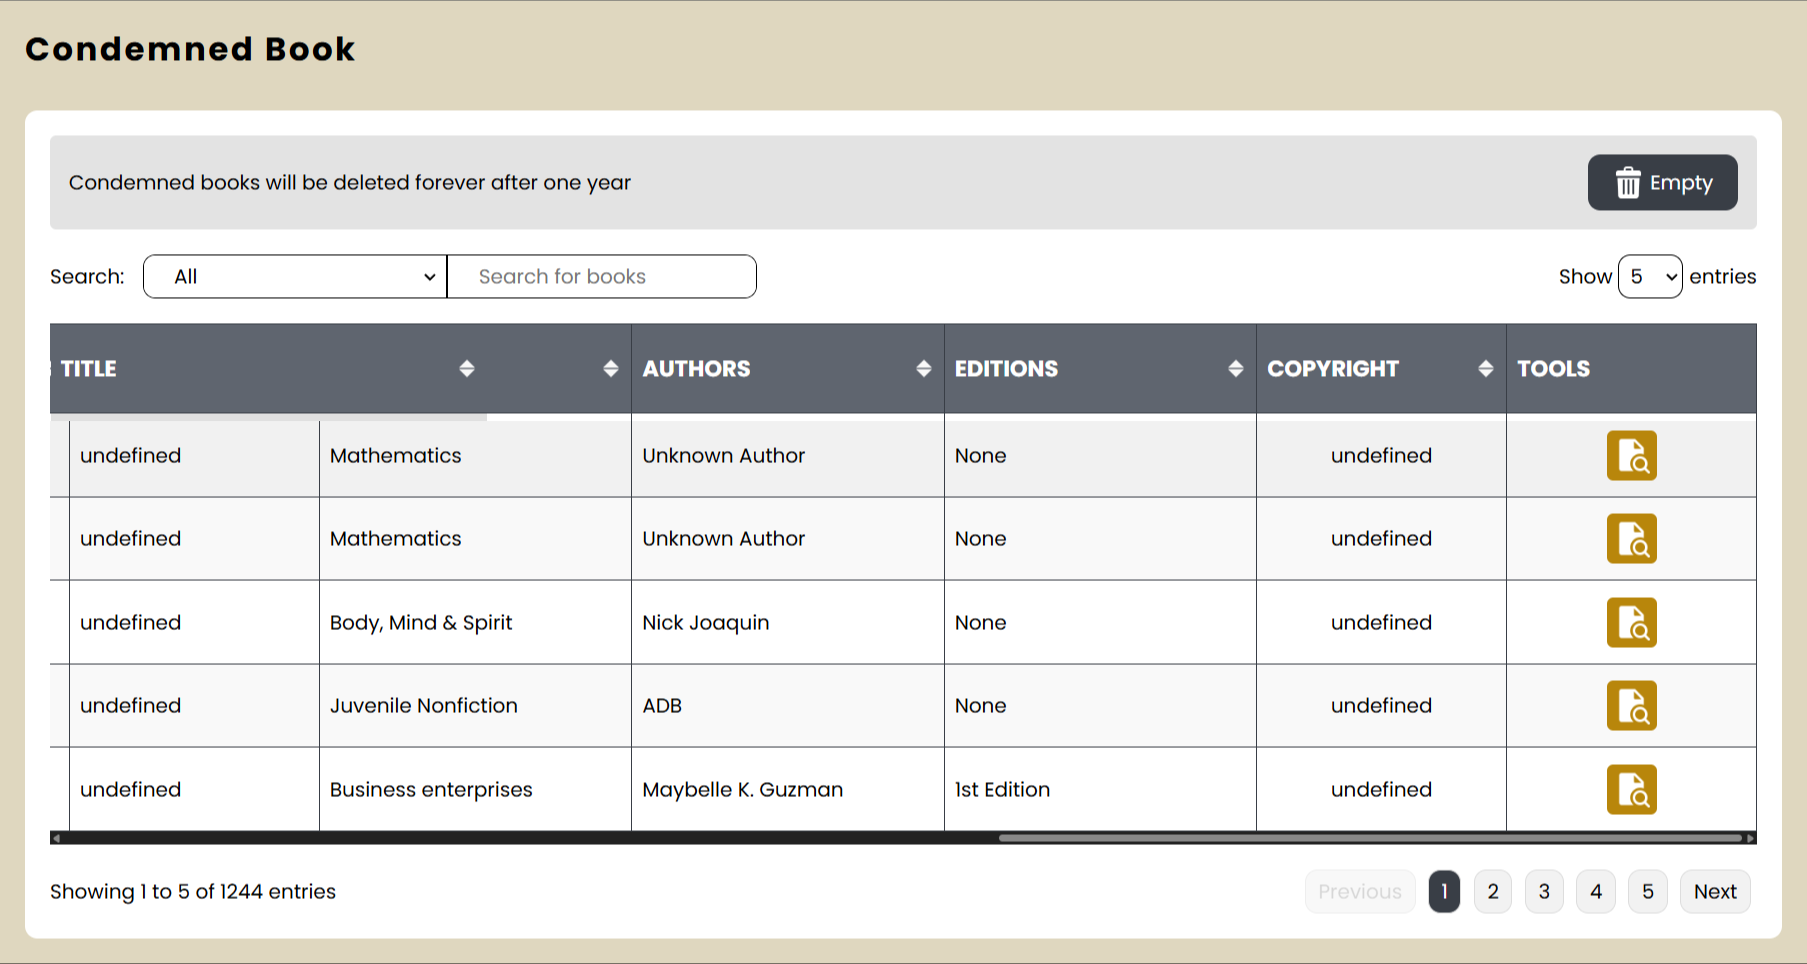 Condemned Book
Condemned books will be deleted forever after one year
Empty
Search: All Search for books Show 5 entries
TITLE AUTHORS EDITIONS COPYRIGHT TOOLS
undefined Mathematics Unknown Author None undefined
undefined Mathematics Unknown Author None undefined
undefined Body, Mind & Spirit Nick Joaquin None undefined
undefined Juvenile Nonfiction ADB None undefined
undefined Business enterprises Maybelle K. Guzman 1st Edition undefined
Showing 1 to 5 of 1244 entries Previous 1 2 3 4 5 Next